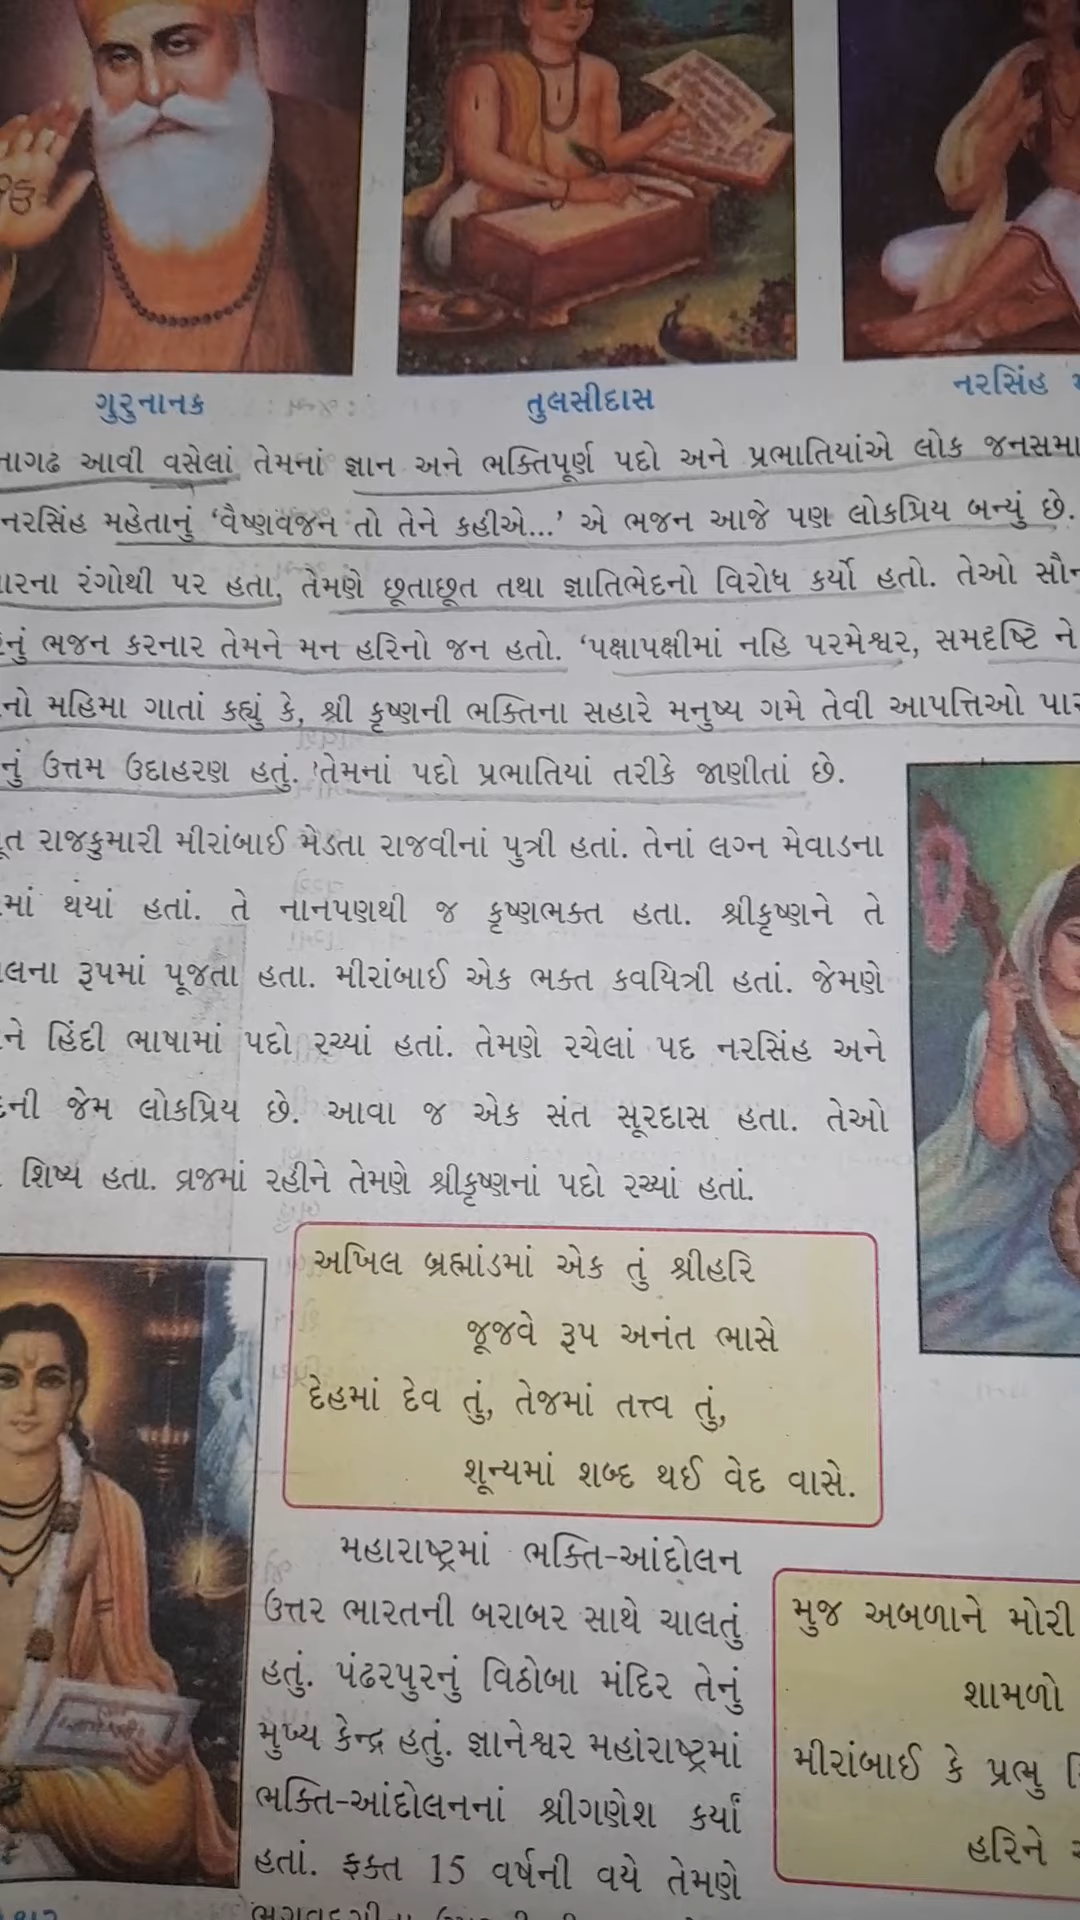 ગુરુનાનક
તુલસીદાસ
નરસિંહ
આવી વસેલાં તેમનાં જ્ઞાન અને ભક્તિપૂર્ણ પદો અને પ્રભાતિયાંએ લોક
નરસિંહ મહેતાનું ‘વૈષ્ણવજન તો તેને કહીએ...’ એ ભજન આજે પણ લોકપ્રિય બન્યું છે.
રંગોથી પર હતા, તેમણે છૂતાછૂત તથા જ્ઞાતિભેદનો વિરોધ કર્યો હતો. તેઓ
ભજન કરનાર તેમને મન હરિનો જન હતો. ‘પક્ષાપક્ષીમાં નહિ પરમેશ્વર, સમદૃષ્ટિ ને
મહિમા ગાતાં કહ્યું કે, શ્રી કૃષ્ણની ભક્તિના સહારે મનુષ્ય ગમે તેવી આપત્તિઓ
ઉત્તમ ઉદાહરણ હતું. તેમનાં પદો પ્રભાતિયાં તરીકે જાણીતાં છે.
રાજકુમારી મીરાંબાઈ મેડતા રાજવીનાં પુત્રી હતાં. તેનાં લગ્ન મેવાડના
થયાં હતાં. તે નાનપણથી જ કૃષ્ણભક્ત હતા. શ્રીકૃષ્ણને તે
રૂપમાં પૂજતા હતા. મીરાંબાઈ એક ભક્ત કવયિત્રી હતાં. જેમણે
હિંદી ભાષામાં પદો રચ્યાં હતાં. તેમણે રચેલાં પદ નરસિંહ અને
જેમ લોકપ્રિય છે. આવા જ એક સંત સૂરદાસ હતા. તેઓ
શિષ્ય હતા. વ્રજમાં રહીને તેમણે શ્રીકૃષ્ણનાં પદો રચ્યાં હતાં.
અખિલ બ્રહ્માંડમાં એક તું શ્રીહરિ
જૂજવે રૂપ અનંત ભાસે
દેહમાં દેવ તું, તેજમાં તત્ત્વ તું,
શૂન્યમાં શબ્દ થઈ વેદ વાસે.
મહારાષ્ટ્રમાં ભક્તિ-આંદોલન
ઉત્તર ભારતની બરાબર સાથે ચાલતું
હતું. પંઢરપુરનું વિઠોબા મંદિર તેનું
મુખ્ય કેન્દ્ર હતું. જ્ઞાનેશ્વર મહાંરાષ્ટ્રમાં
ભક્તિ-આંદોલનનાં શ્રીગણેશ કર્યાં
હતાં. ફક્ત 15 વર્ષની વયે તેમણે
મુજ અબળાને મોરી
શામળો
મીરાંબાઈ કે પ્રભુ
હરિને